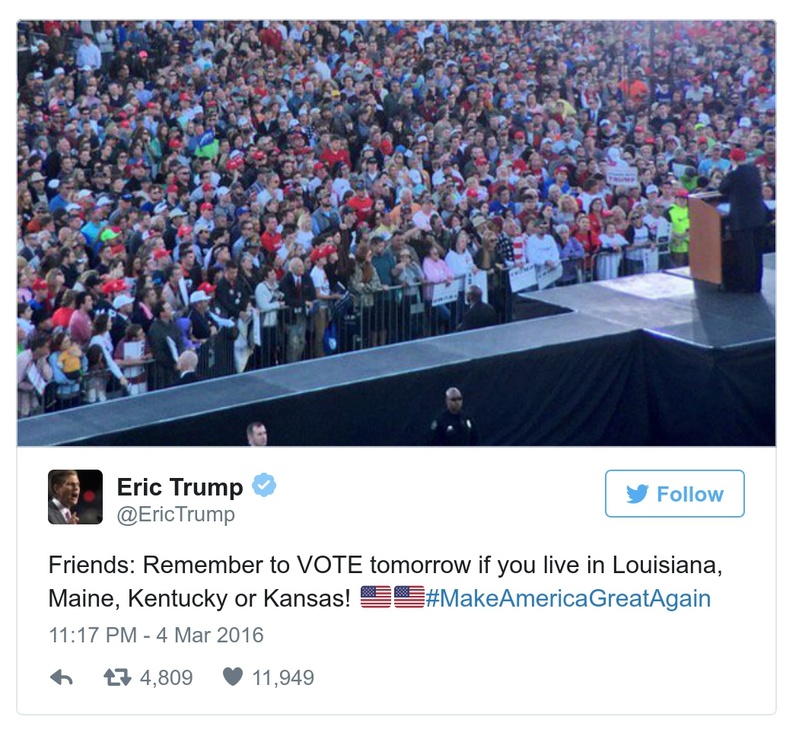 TRUMP
Eric Trump
@EricTrump
Follow
Friends: Remember to VOTE tomorrow if you live in Louisiana,
Maine, Kentucky or Kansas! 🇺🇸🇺🇸#MakeAmericaGreatAgain
11:17 PM - 4 Mar 2016
4,809 11,949